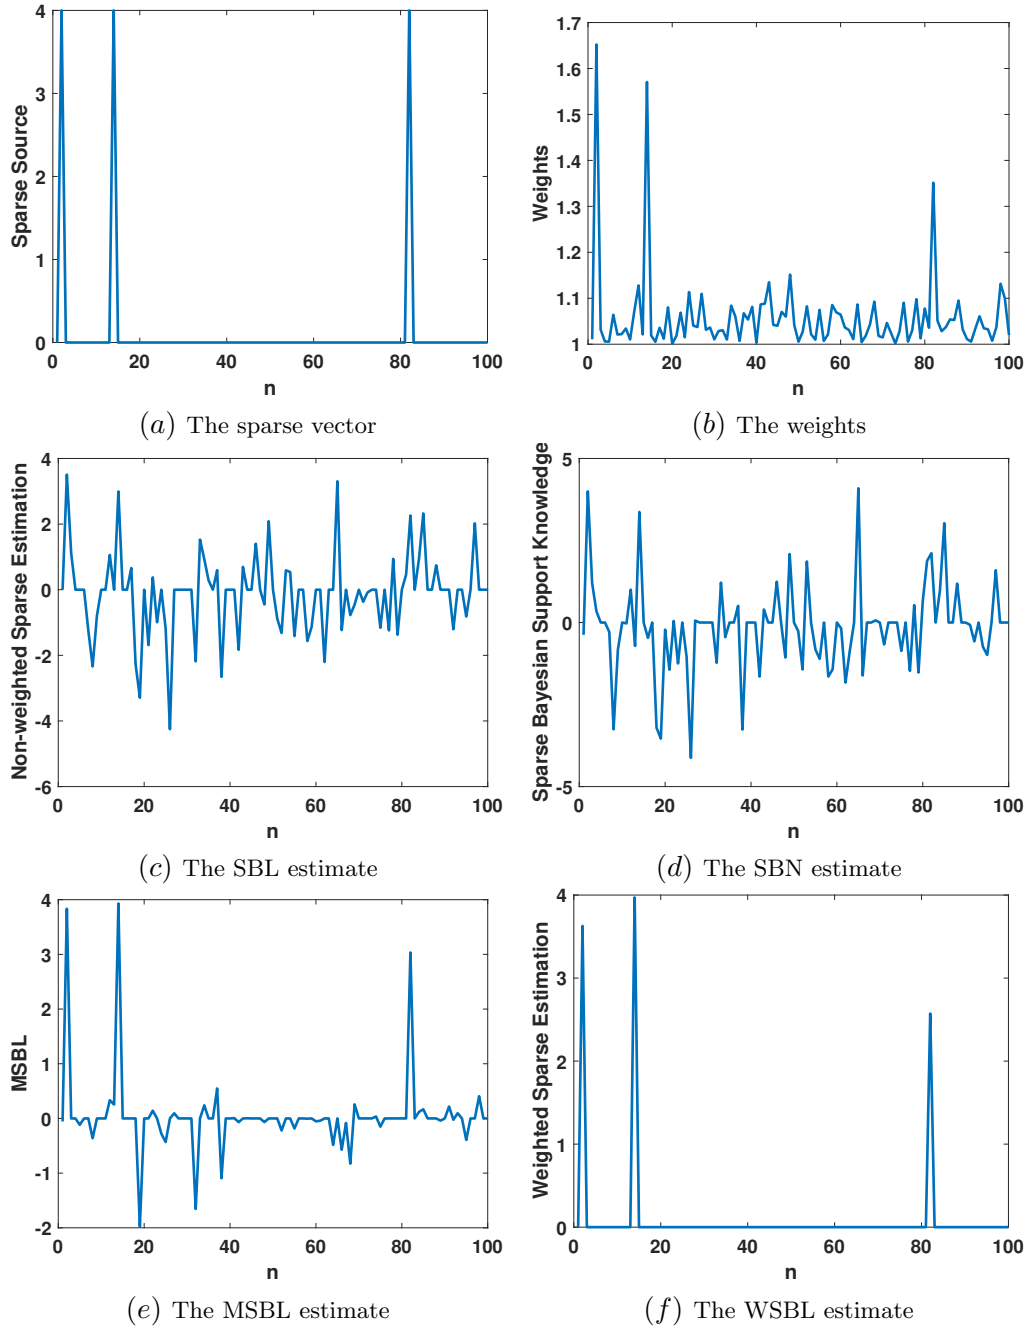 4
3
2
1
0
Sparse Source
0 20 40 60 80 100
n
(a) The sparse vector
1.7
1.6
1.5
1.4
1.3
1.2
1.1
1
Weights
0 20 40 60 80 100
n
(b) The weights
4
2
0
-2
-4
-6
Non-weighted Sparse Estimation
0 20 40 60 80 100
n
(c) The SBL estimate
5
0
-5
Sparse Bayesian Support Knowledge
0 20 40 60 80 100
n
(d) The SBN estimate
4
3
2
1
0
-1
-2
MSBL
0 20 40 60 80 100
n
(e) The MSBL estimate
4
3
2
1
0
Weighted Sparse Estimation
0 20 40 60 80 100
n
(f) The WSBL estimate